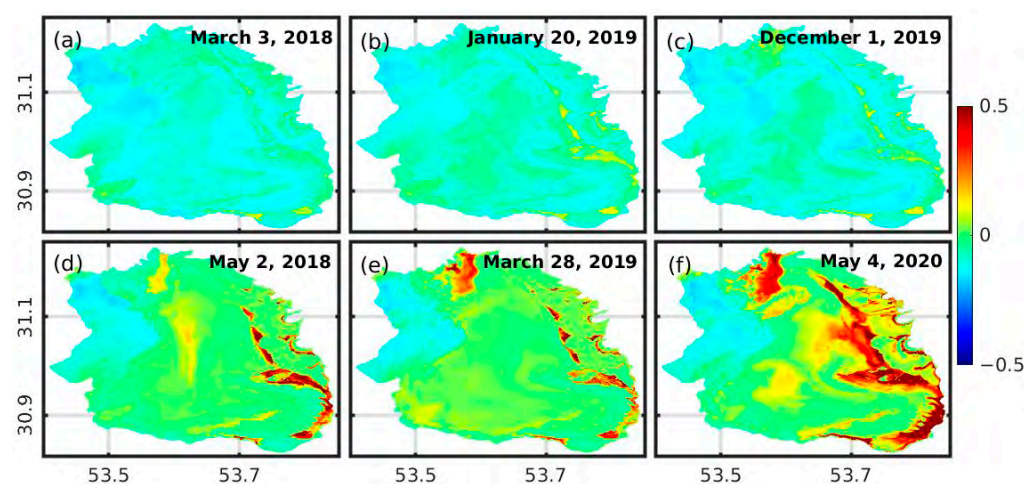 (a) March 3, 2018
(b) January 20, 2019
(c) December 1, 2019
31.1
30.9
0.5
0
−0.5
(d) May 2, 2018
(e) March 28, 2019
(f) May 4, 2020
31.1
30.9
53.5 53.7 53.5 53.7 53.5 53.7